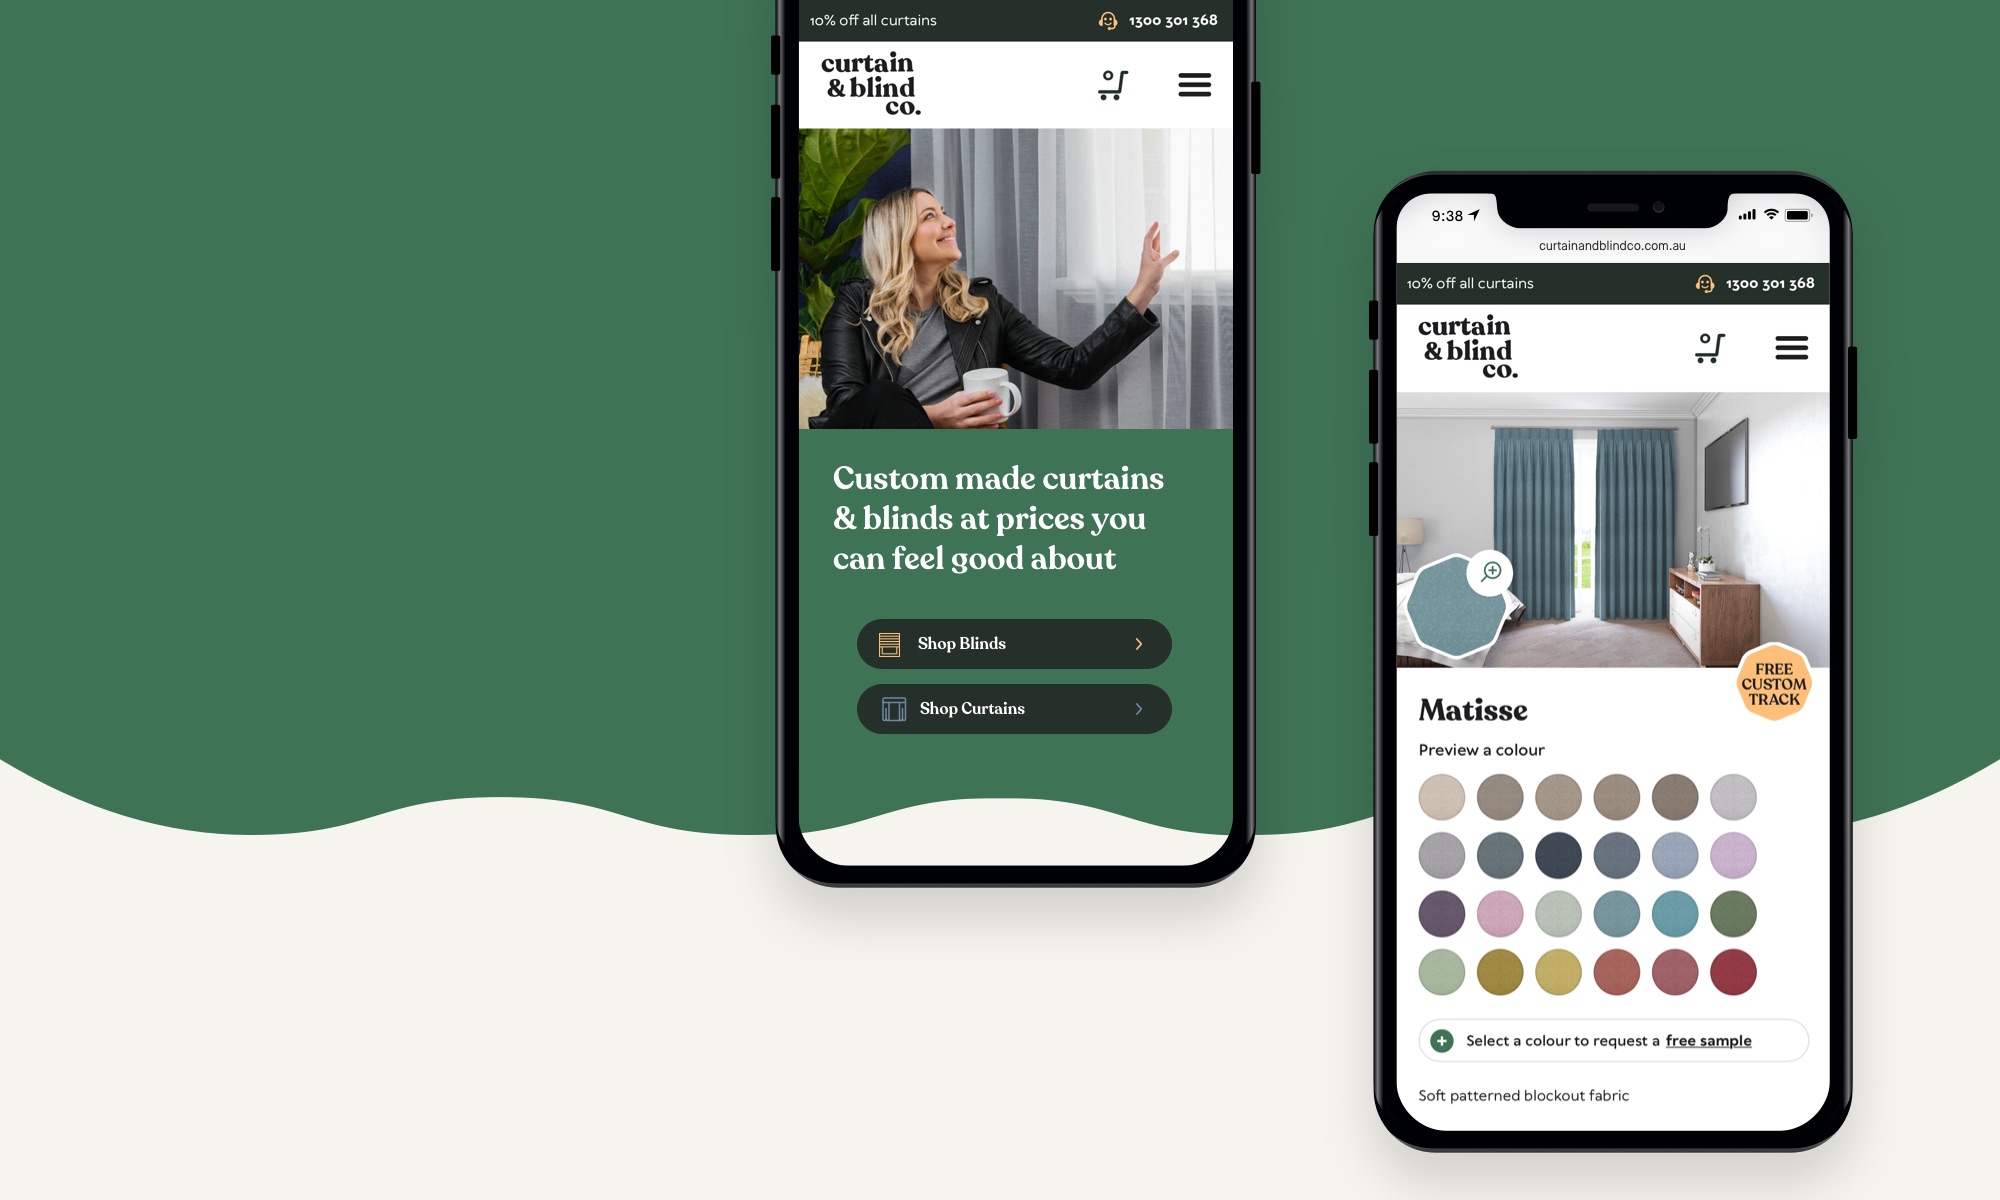 10% off all curtains
1300 301 368
curtain
& blind
co.
Custom made curtains
& blinds at prices you
can feel good about
Shop Blinds
Shop Curtains
9:38
curtainandblindco.com.au
10% off all curtains
1300 301 368
curtain
& blind
co.
FREE
CUSTOM
TRACK
Matisse
Preview a colour
Select a colour to request a free sample
Soft patterned blockout fabric